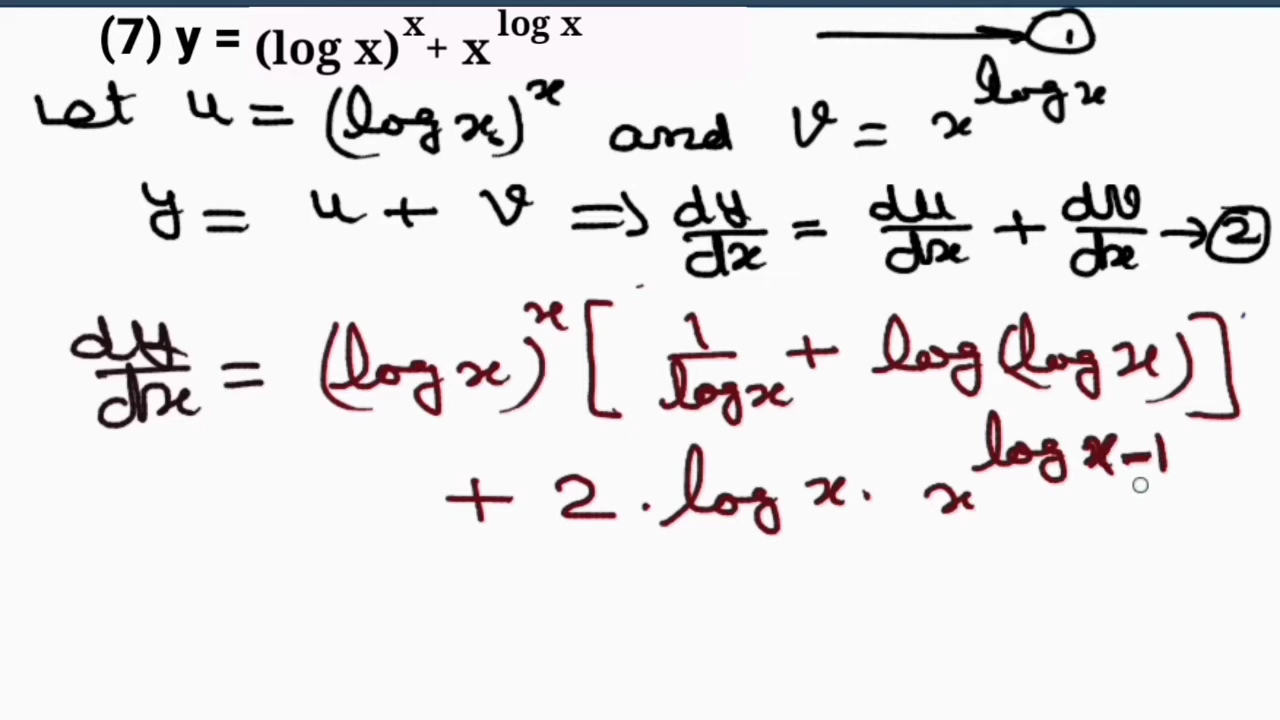 (7) y = (log x)^x + x^log x → ①
Let u = (log x)^x and v = x^log x
y = u + v ⇒ dy/dx = du/dx + dv/dx → ②
dy/dx = (log x)^x [ 1/log x + log(log x) ]
+ 2 . log x . x^log x-1